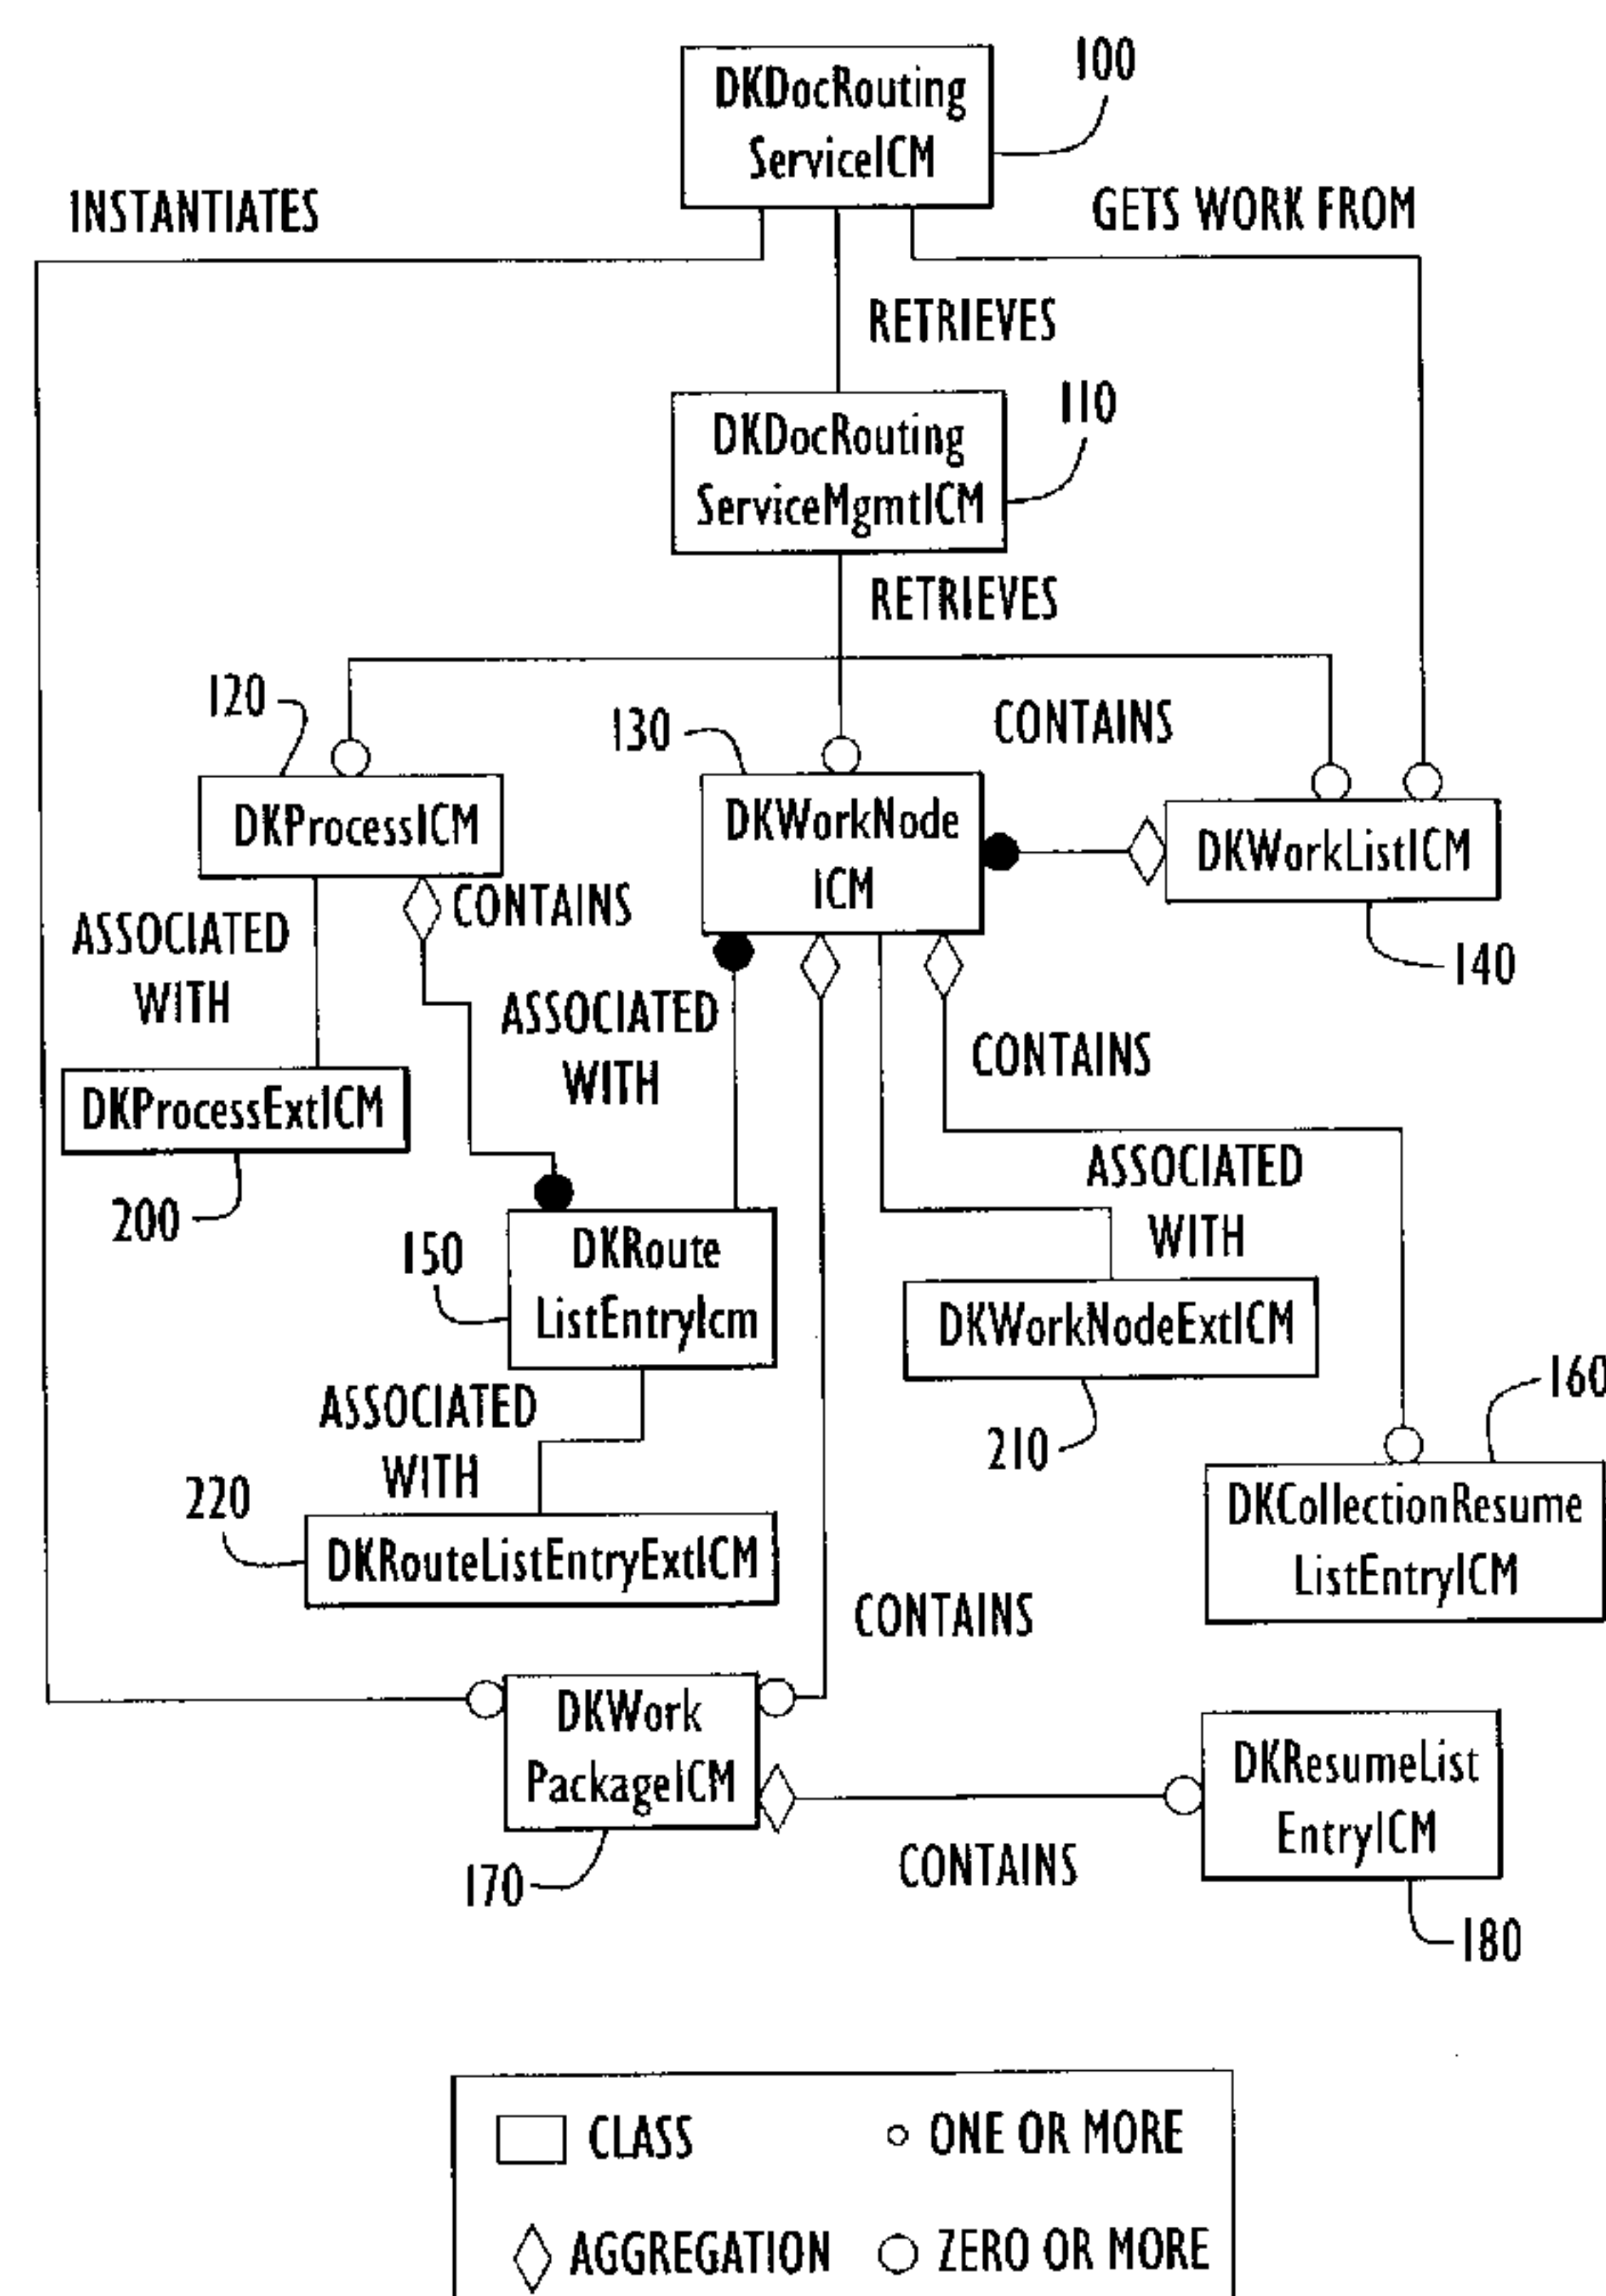 100
DKDocRouting
ServiceICM
INSTANTIATES
GETS WORK FROM
RETRIEVES
110
DKDocRouting
ServiceMgmtICM
RETRIEVES
120
130
CONTAINS
DKProcessICM
DKWorkNode
ICM
DKWorkListICM
140
CONTAINS
ASSOCIATED
WITH
ASSOCIATED
WITH
CONTAINS
DKProcessExtICM
200
ASSOCIATED
WITH
150
DKRoute
ListEntryIcm
DKWorkNodeExtICM
210
160
ASSOCIATED
WITH
220
DKRouteListEntryExtICM
DKCollectionResume
ListEntryICM
CONTAINS
DKWork
PackageICM
170
CONTAINS
DKResumeList
EntryICM
180
CLASS
ONE OR MORE
AGGREGATION
ZERO OR MORE